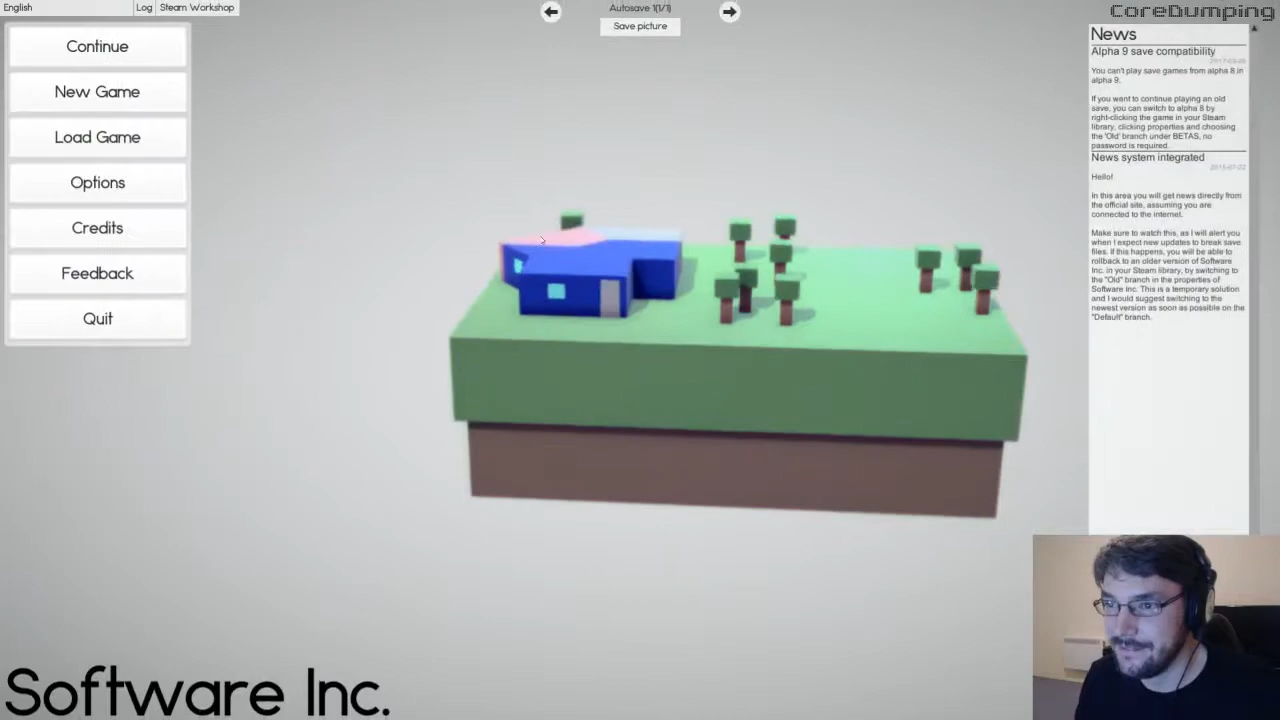 English
Log
Steam Workshop
Autosave 1(1/1)
Save picture
CoreDumping
Continue
New Game
Load Game
Options
Credits
Feedback
Quit
News
Alpha 9 save compatibility
You can't play save games from alpha 8 in
alpha 9.
If you want to continue playing an old
save, you can switch to alpha 8 by
right-clicking the game in your Steam
library, clicking properties and choosing
the 'Old' branch under BETAS, no
password is required.
News system integrated
2015-07-22
Hello!
In this area you will get news directly from
the official site, assuming you are
connected to the internet.
Make sure to watch this, as I will alert you
when I expect new updates to break save
files. If this happens, you will be able to
rollback to an older version of Software
Inc. in your Steam library, by switching to
the "Old" branch in the properties of
Software Inc. This is a temporary solution
and I would suggest switching to the
newest version as soon as possible on the
"Default" branch.
Software Inc.